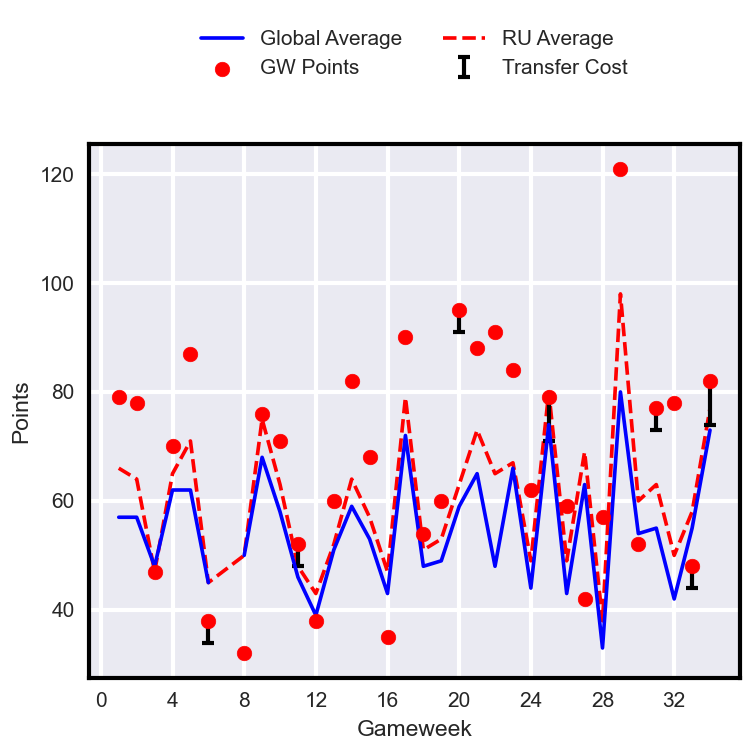 Global Average
RU Average
GW Points
Transfer Cost
120
100
80
60
40
Points
0 4 8 12 16 20 24 28 32
Gameweek